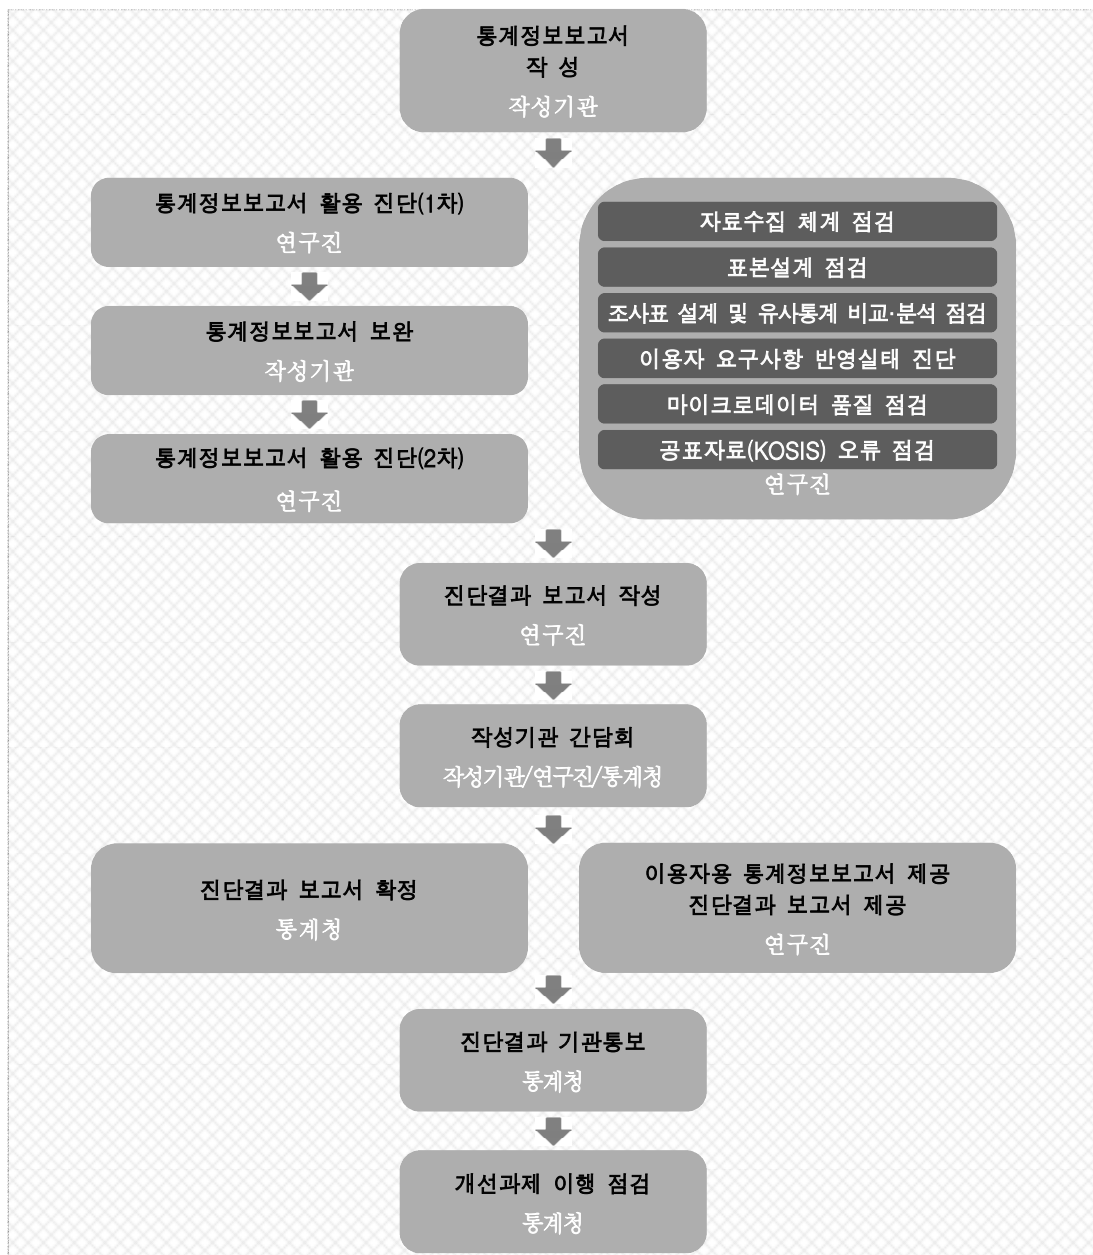 통계정보보고서
작 성
작성기관
통계정보보고서 활용 진단(1차)
연구진
통계정보보고서 보완
작성기관
통계정보보고서 활용 진단(2차)
연구진
자료수집 체계 점검
표본설계 점검
조사표 설계 및 유사통계 비교·분석 점검
이용자 요구사항 반영실태 진단
마이크로데이터 품질 점검
공표자료(KOSIS) 오류 점검
연구진
진단결과 보고서 작성
연구진
작성기관 간담회
작성기관/연구진/통계청
진단결과 보고서 확정
통계청
이용자용 통계정보보고서 제공
진단결과 보고서 제공
연구진
진단결과 기관통보
통계청
개선과제 이행 점검
통계청